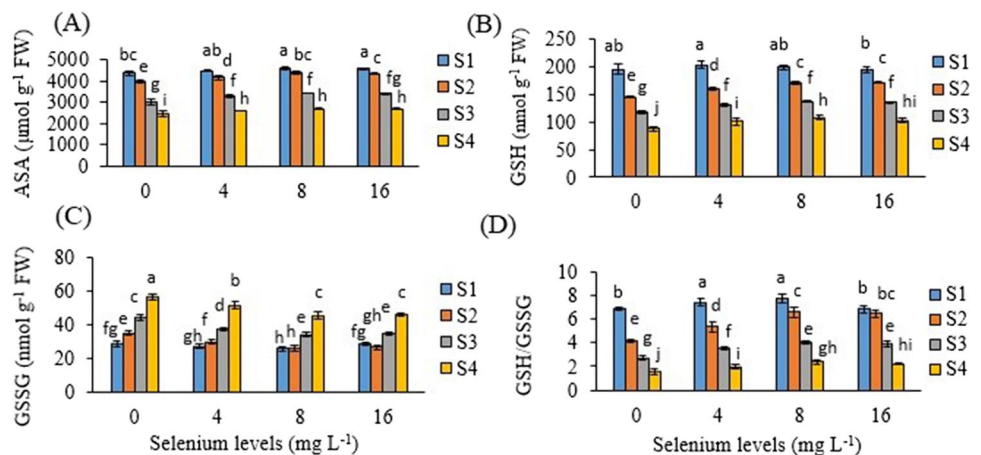 (A)
ASA (µmol g-1 FW)
5000
4000
3000
2000
1000
0
bc e g i
ab d f h
a bc f h
a c fg h
0 4 8 16
S1
S2
S3
S4
(B)
GSH (nmol g-1 FW)
250
200
150
100
50
0
ab e g j
a d f i
ab c f h
b c f hi
0 4 8 16
S1
S2
S3
S4
(C)
GSSG (nmol g-1 FW)
80
60
40
20
0
fg e c a
gh f d b
h h e c
fg gh e c
0 4 8 16
Selenium levels (mg L-1)
S1
S2
S3
S4
(D)
GSH/GSSG
8
6
4
2
0
b e g j
a d f i
a c e gh
b bc e hi
0 4 8 16
Selenium levels (mg L-1)
S1
S2
S3
S4